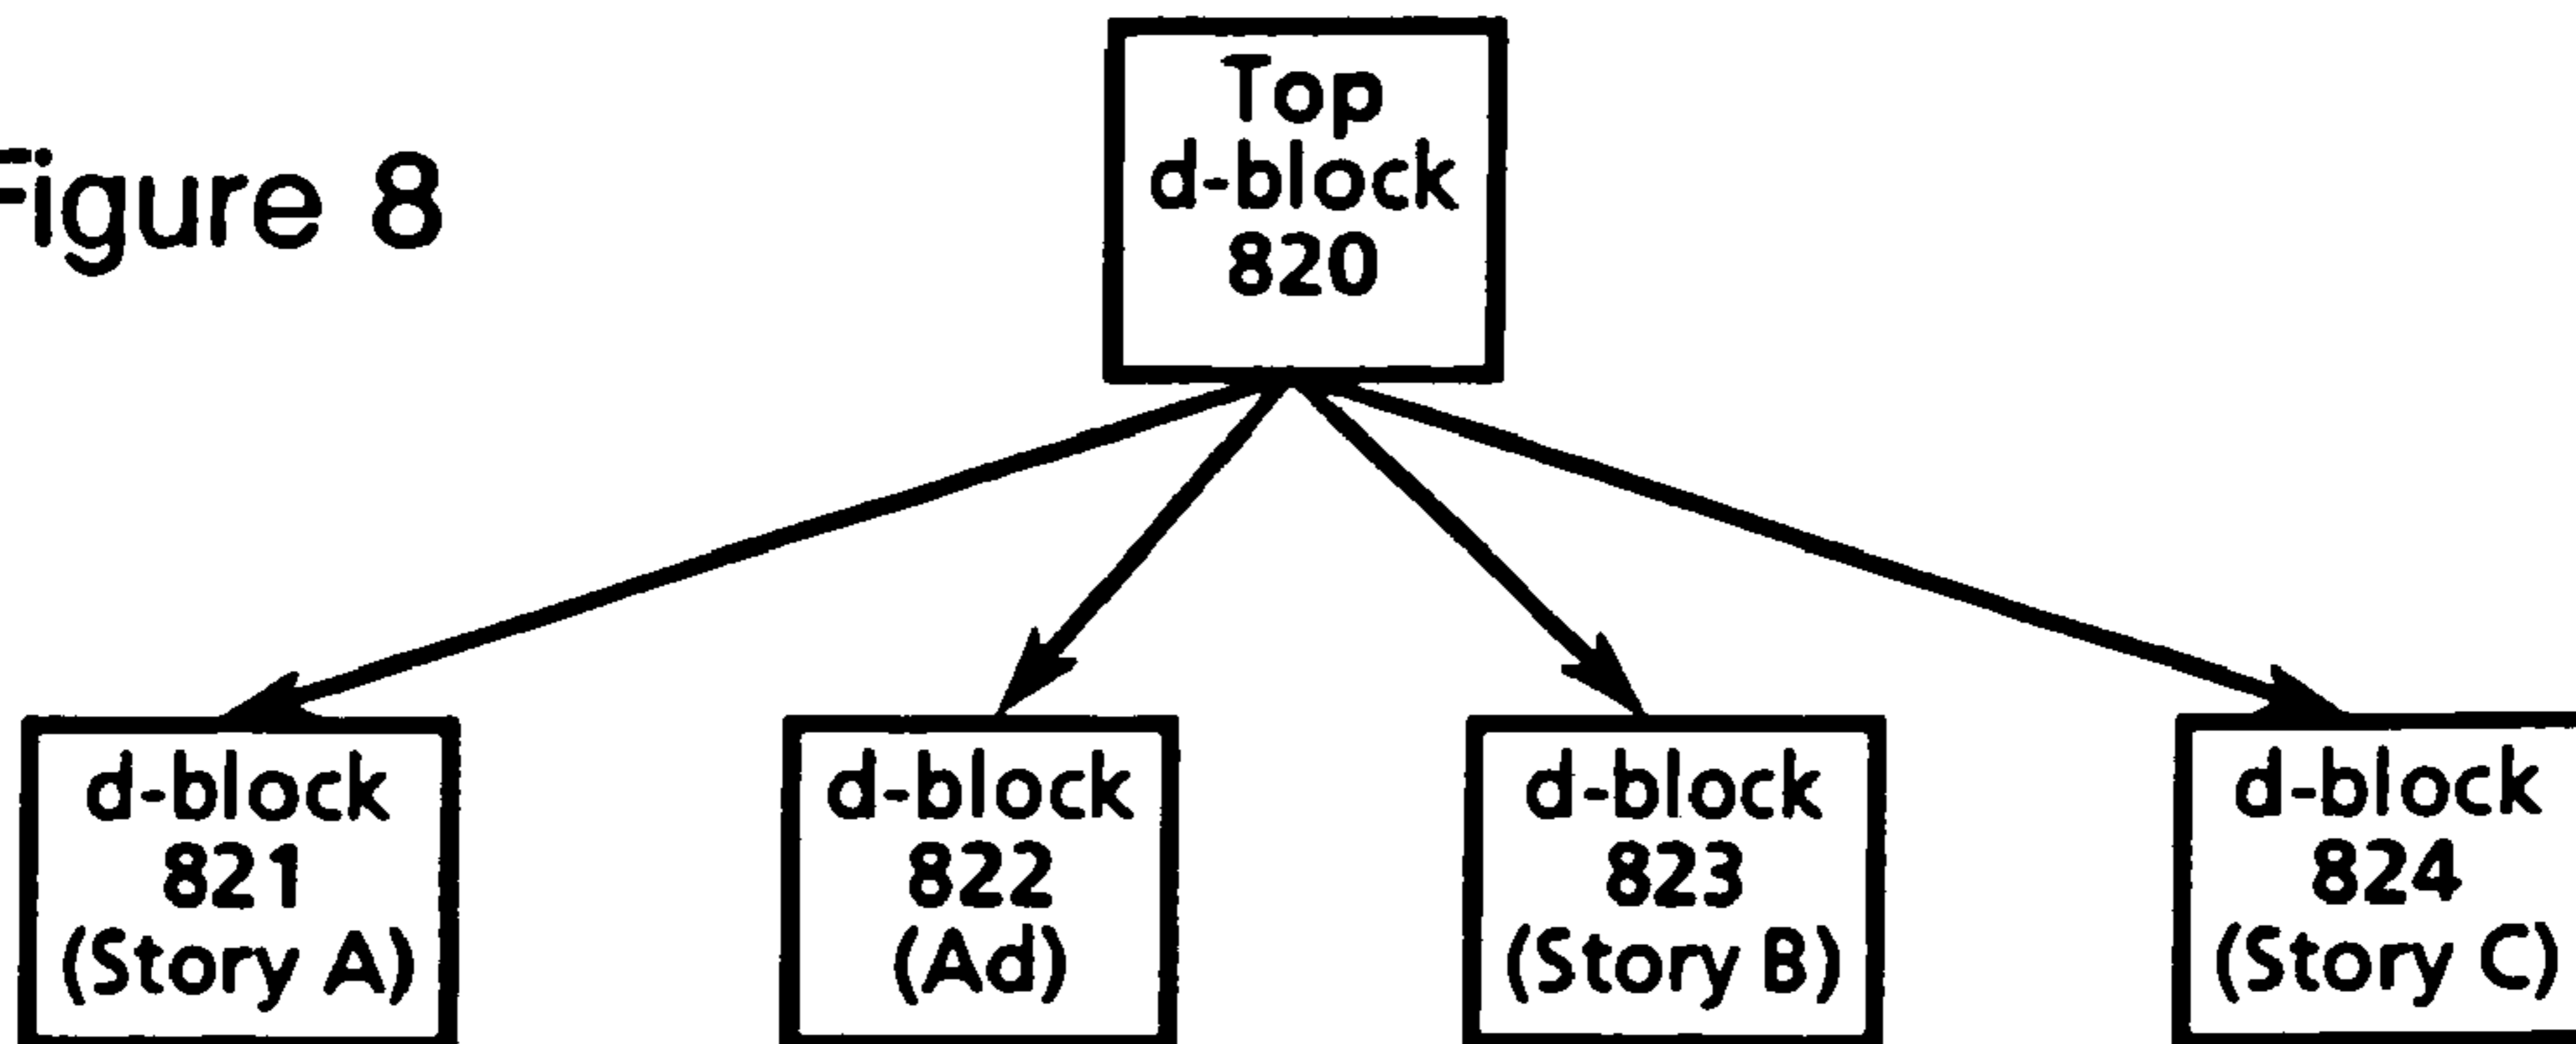 Figure 8
Top
d-block
820
d-block
821
(Story A)
d-block
822
(Ad)
d-block
823
(Story B)
d-block
824
(Story C)